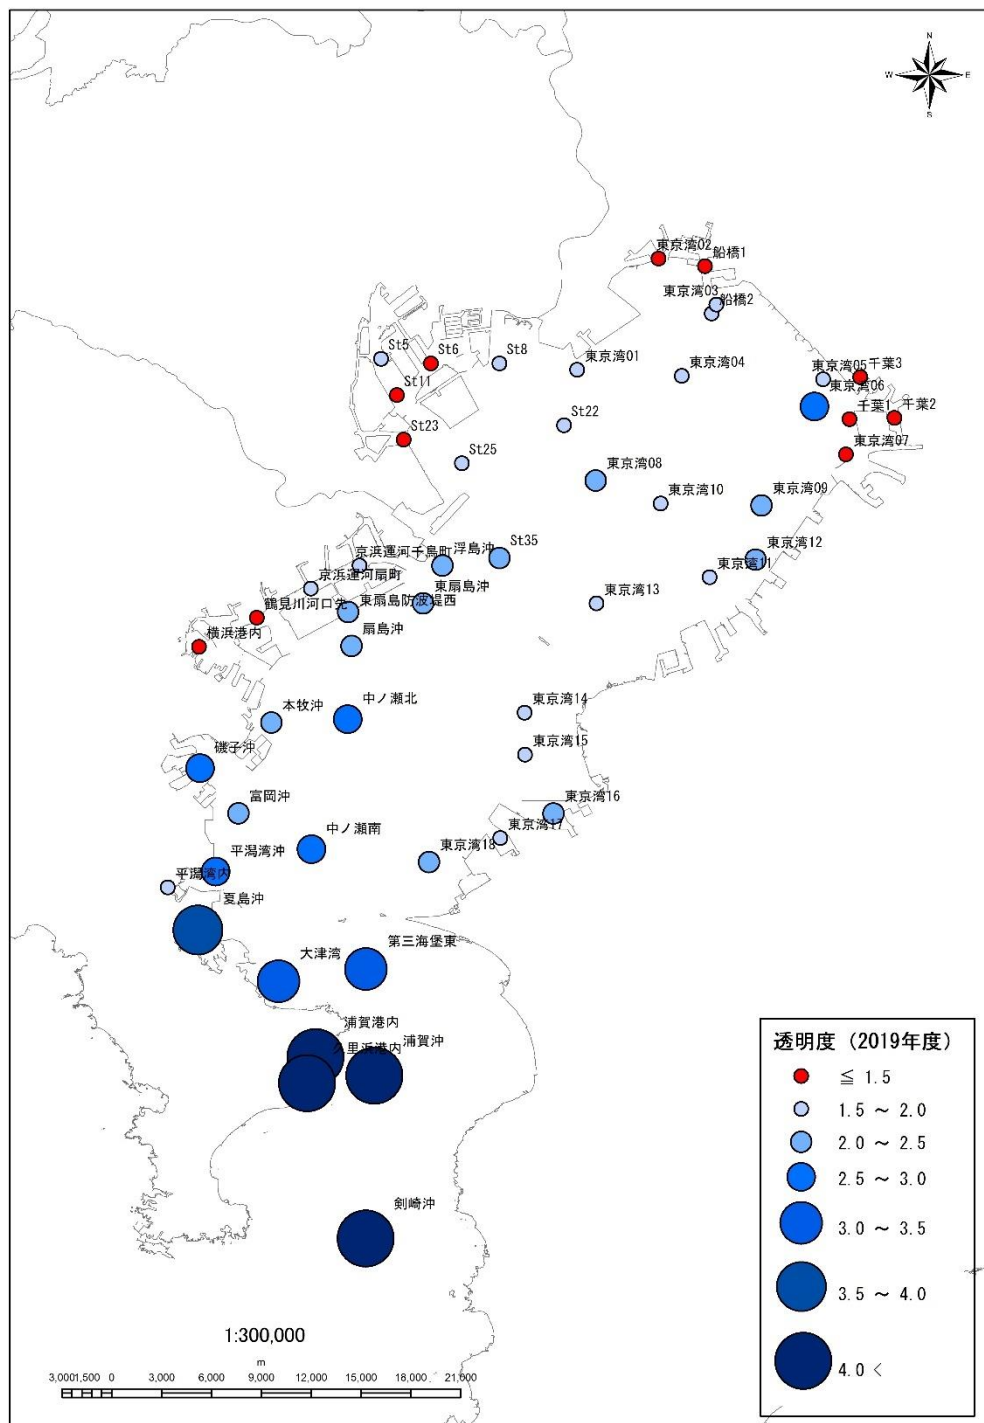 N
W
E
S
東京湾02
船橋1
東京湾03
船橋2
St5
St6
St8
東京湾01
東京湾04
東京湾05
千葉3
東京湾06
St11
千葉1
千葉2
St23
St22
東京湾07
St25
東京湾08
東京湾10
東京湾09
京浜運河千鳥町
浮島沖
St35
東京湾12
東京湾11
京浜運河扇町
東扇島沖
鶴見川河口先
東扇島防波堤西
東京湾13
横浜港内
扇島沖
本牧沖
中ノ瀬北
東京湾14
磯子沖
東京湾15
富岡沖
東京湾16
中ノ瀬南
東京湾17
平潟湾沖
東京湾18
平潟湾内
夏島沖
大津湾
第三海堡東
浦賀港内
久里浜港内
浦賀沖
剣崎沖
透明度（2019年度）
≦ 1.5
1.5 ～ 2.0
2.0 ～ 2.5
2.5 ～ 3.0
3.0 ～ 3.5
3.5 ～ 4.0
4.0 <
1:300,000
m
3,0001,500 0 3,000 6,000 9,000 12,000 15,000 18,000 21,000